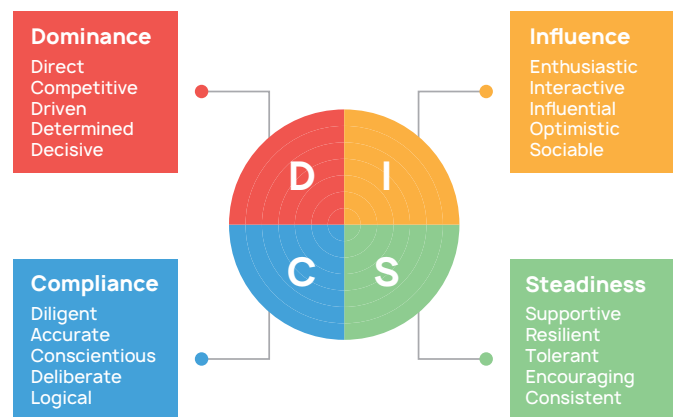 Dominance
Direct
Competitive
Driven
Determined
Decisive
Influence
Enthusiastic
Interactive
Influential
Optimistic
Sociable
D
I
C
S
Compliance
Diligent
Accurate
Conscientious
Deliberate
Logical
Steadiness
Supportive
Resilient
Tolerant
Encouraging
Consistent